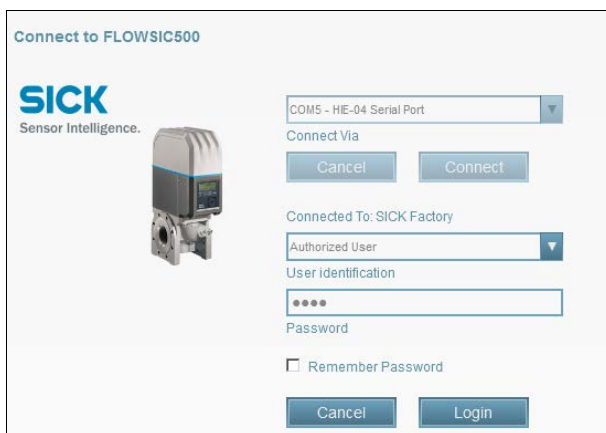 Connect to FLOWSIC500
SICK
Sensor Intelligence.
COM5 - HIE-04 Serial Port
Connect Via
Cancel Connect
Connected To: SICK Factory
Authorized User
User identification
Password
Remember Password
Cancel Login